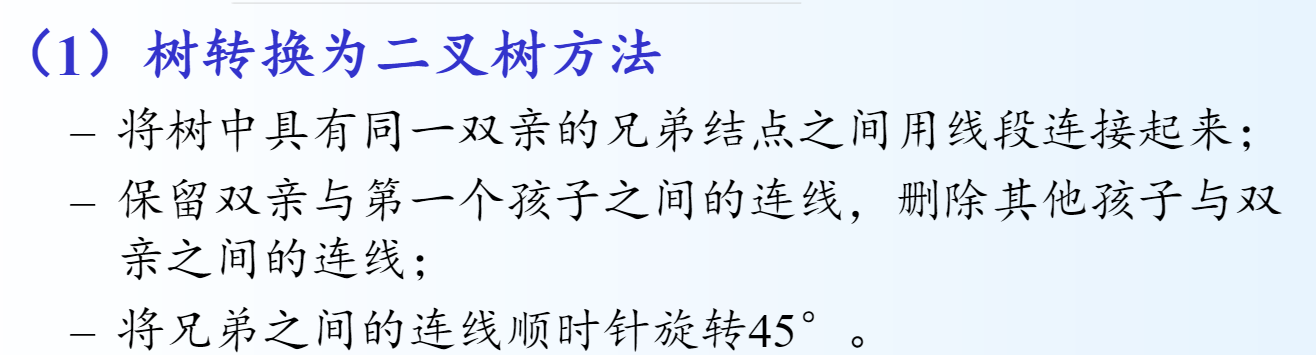 （1）树转换为二叉树方法
– 将树中具有同一双亲的兄弟结点之间用线段连接起来；
– 保留双亲与第一个孩子之间的连线，删除其他孩子与双
亲之间的连线；
– 将兄弟之间的连线顺时针旋转45°。